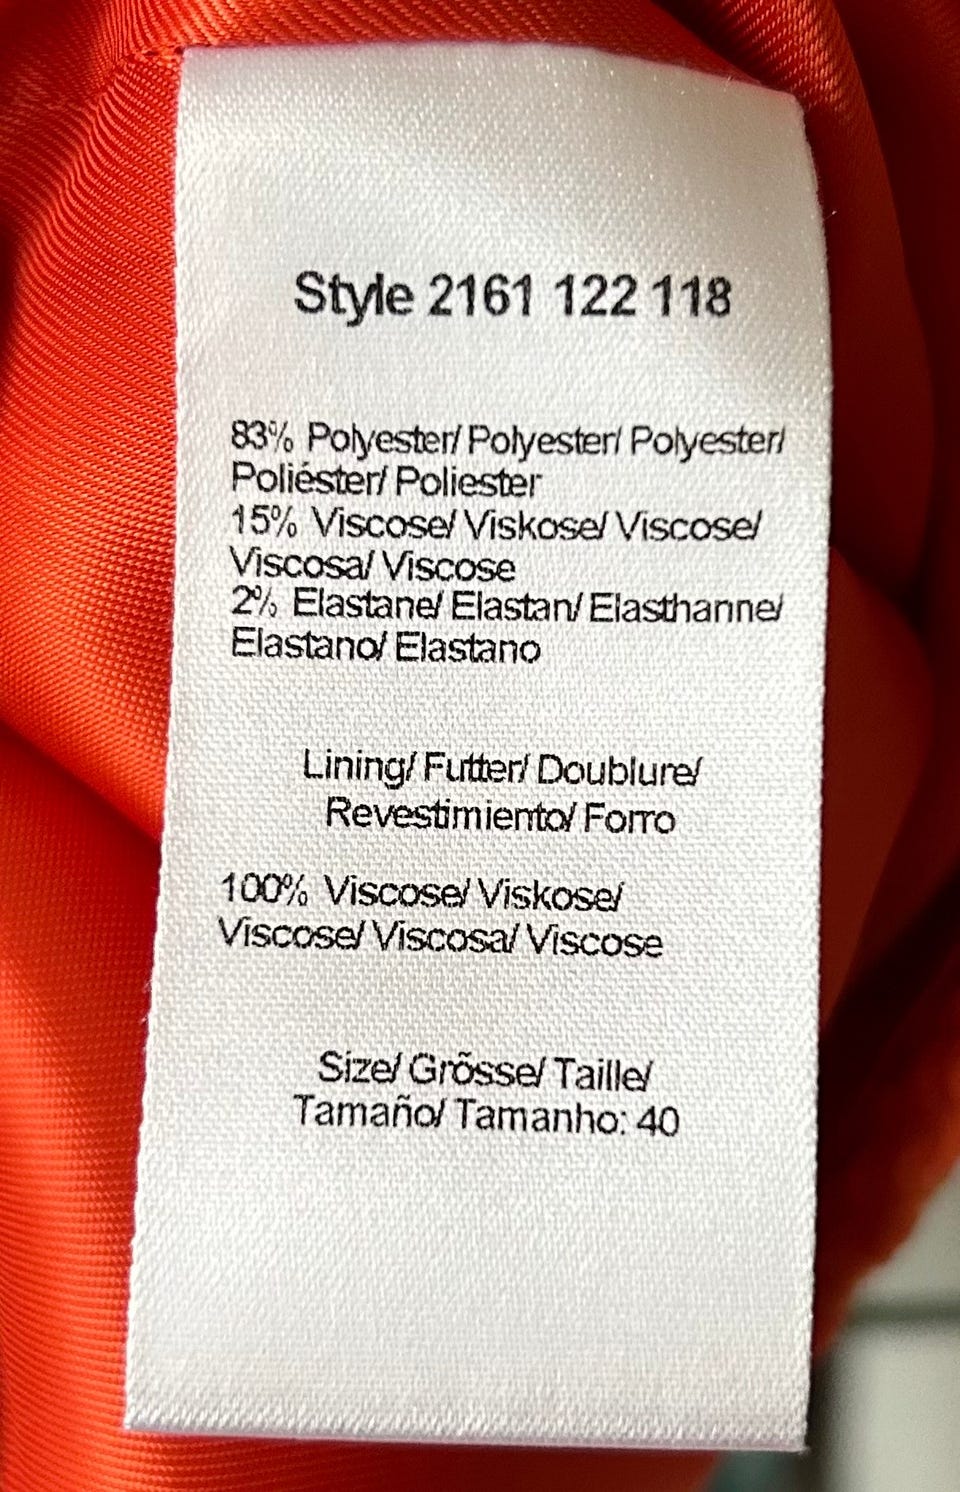 Style 2161 122 118
83% Polyester/ Polyester/ Polyester/
Poliéster/ Poliester
15% Viscose/ Viskose/ Viscose/
Viscosa/ Viscose
2% Elastane/ Elastan/ Elasthanne/
Elastano/ Elastano
Lining/ Futter/ Doublure/
Revestimiento/ Forro
100% Viscose/ Viskose/
Viscose/ Viscosa/ Viscose
Size/ Grõsse/ Taille/
Tamaño/ Tamanho: 40